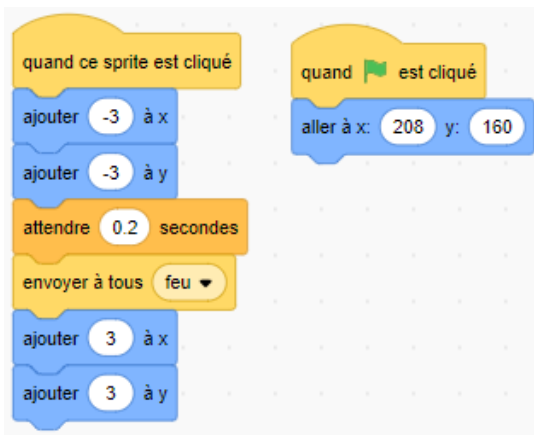 quand ce sprite est cliqué
ajouter -3 à x
ajouter -3 à y
attendre 0.2 secondes
envoyer à tous feu
ajouter 3 à x
ajouter 3 à y
quand est cliqué
aller à x: 208 y: 160